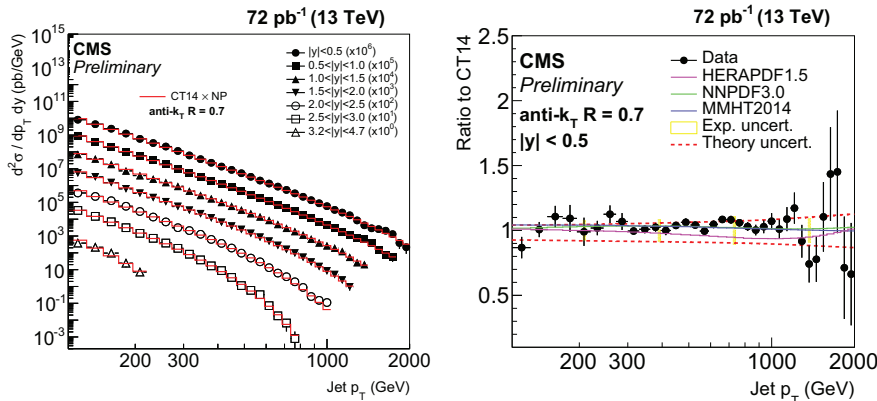 72 pb⁻¹ (13 TeV)
CMS
Preliminary
CT14 × NP
anti-k_T R = 0.7
|y|<0.5 (x10⁶)
0.5<|y|<1.0 (x10⁵)
1.0<|y|<1.5 (x10⁴)
1.5<|y|<2.0 (x10³)
2.0<|y|<2.5 (x10²)
2.5<|y|<3.0 (x10¹)
3.2<|y|<4.7 (x10⁰)
d²σ / dp_T dy (pb/GeV)
10¹⁵
10¹³
10¹¹
10⁹
10⁷
10⁵
10³
10
10⁻¹
10⁻³
200
300
1000
2000
Jet p_T (GeV)
72 pb⁻¹ (13 TeV)
CMS
Preliminary
anti-k_T R = 0.7
|y| < 0.5
Data
HERAPDF1.5
NNPDF3.0
MMHT2014
Exp. uncert.
Theory uncert.
Ratio to CT14
2.5
2
1.5
1
0.5
200
300
1000
2000
Jet p_T (GeV)